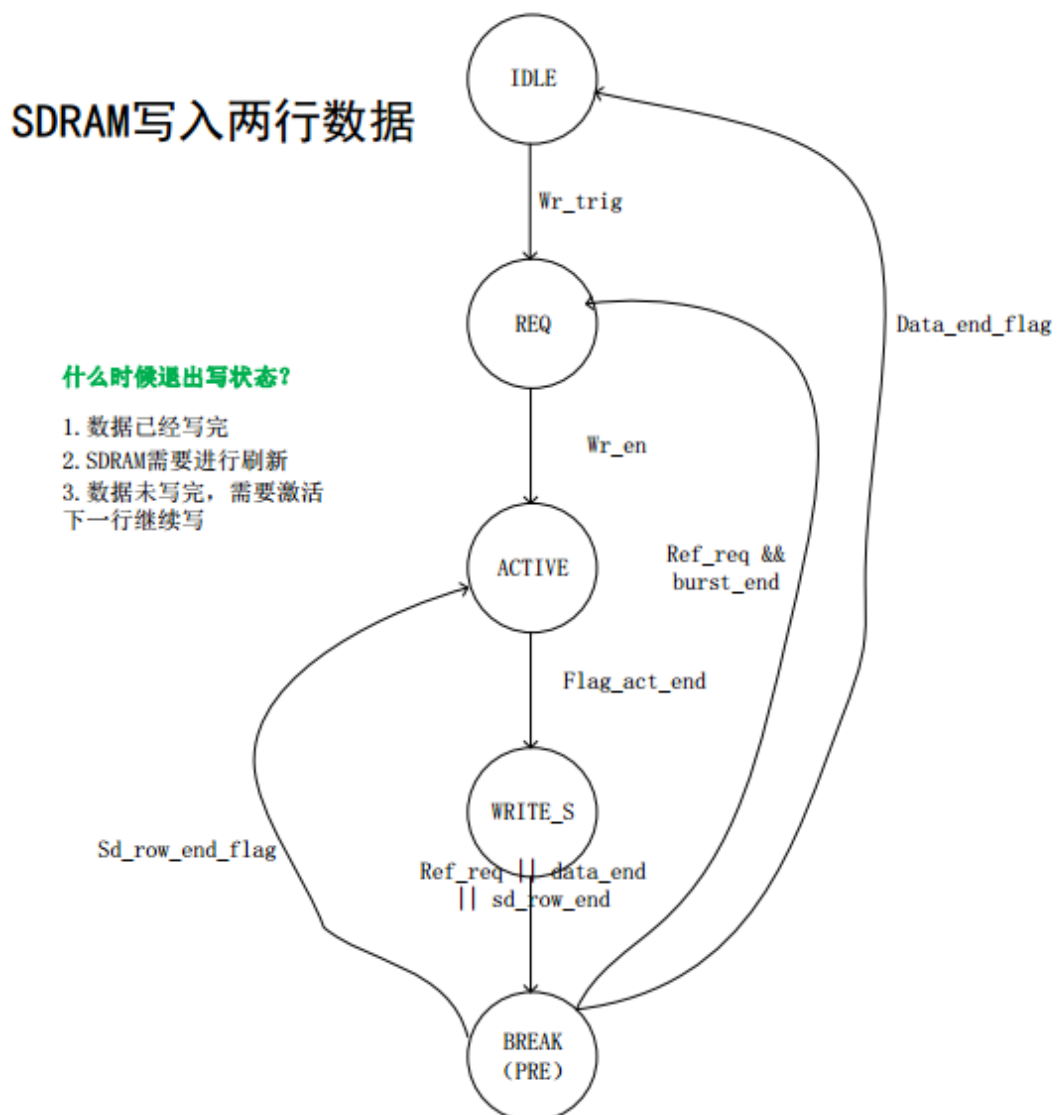 IDLE
SDRAM写入两行数据
Wr_trig
REQ
Data_end_flag
什么时候退出写状态?
1.数据已经写完
2.SDRAM需要进行刷新
3.数据未写完，需要激活
下一行继续写
Wr_en
Ref_req &&
burst_end
ACTIVE
Flag_act_end
WRITE_S
Sd_row_end_flag
Ref_req || data_end
|| sd_row_end
BREAK
(PRE)